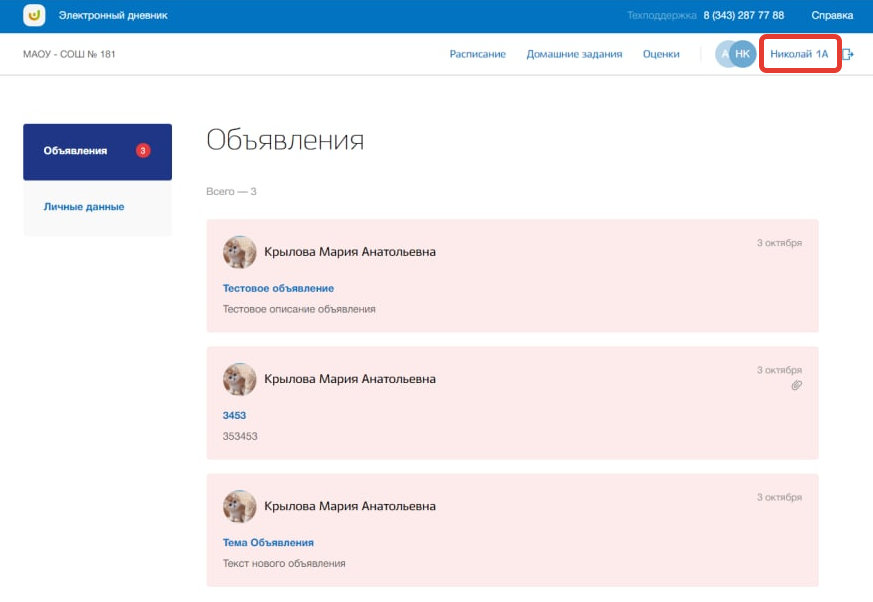 Электронный дневник
Техподдержка 8 (343) 287 77 88 Справка
МАОУ - СОШ № 181
Расписание Домашние задания Оценки
А НК Николай 1А
Объявления 3
Личные данные
Объявления
Всего — 3
Крылова Мария Анатольевна
3 октября
Тестовое объявление
Тестовое описание объявления
Крылова Мария Анатольевна
3 октября
3453
353453
Крылова Мария Анатольевна
3 октября
Тема Объявления
Текст нового объявления